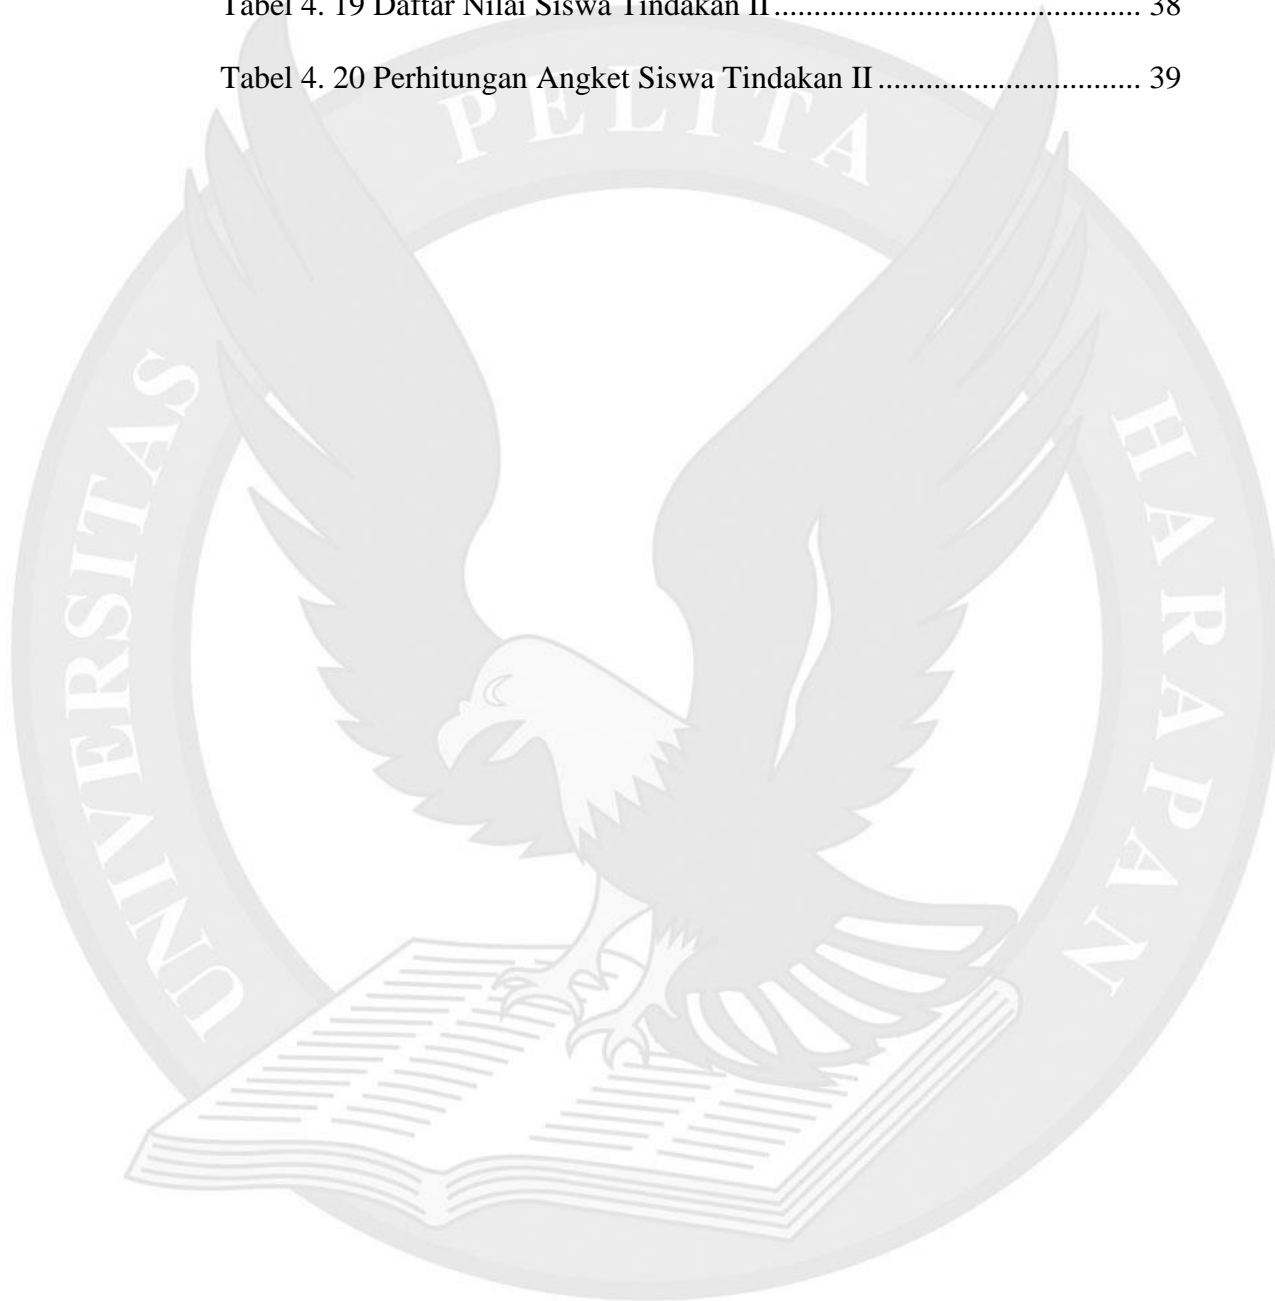 Tabel 4. 19 Daftar Nilai Siswa Tindakan II.............................................. 38
Tabel 4. 20 Perhitungan Angket Siswa Tindakan II................................. 39
UNIVERSITAS PELITA HARAPAN